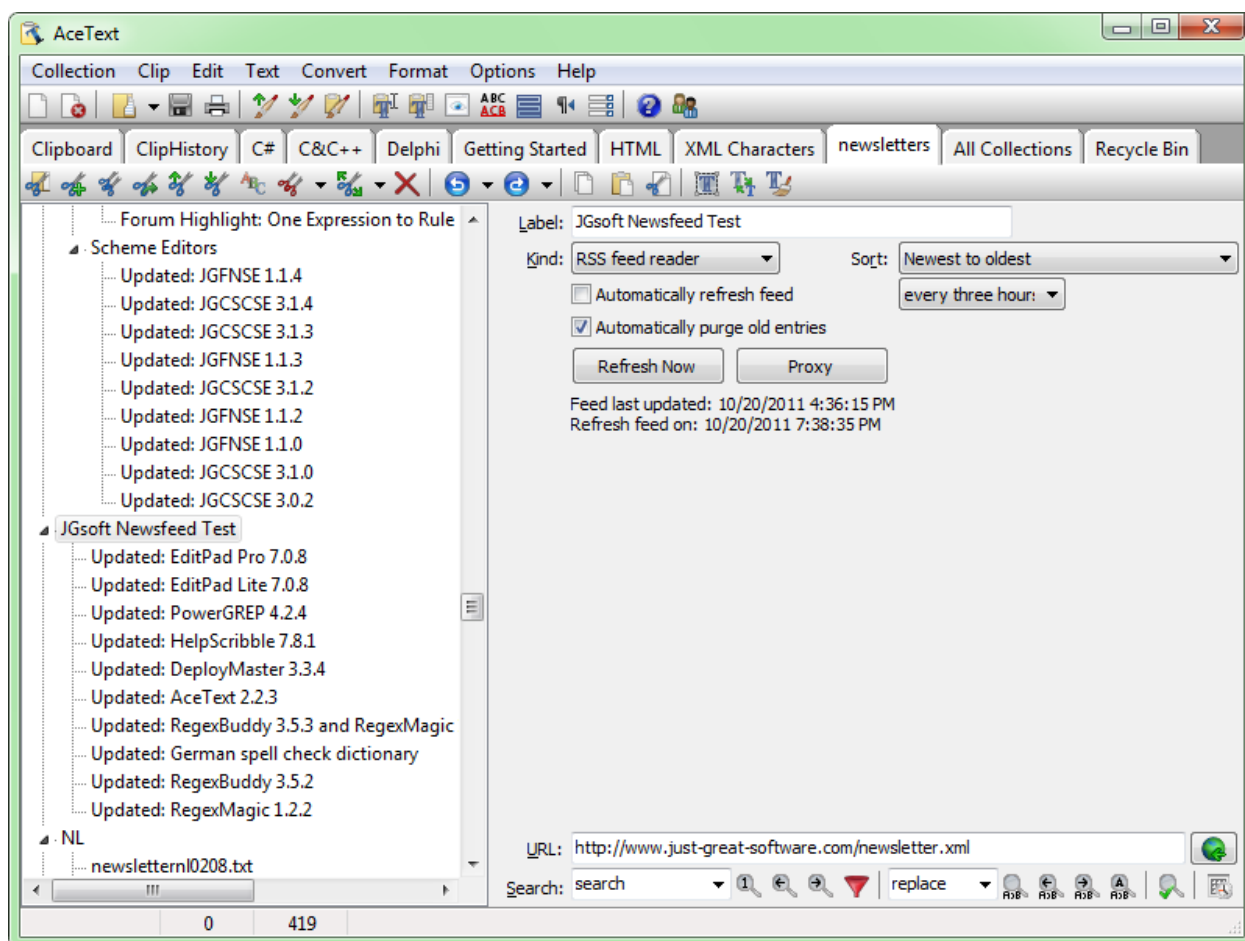 AceText
Collection Clip Edit Text Convert Format Options Help
ABC
ACB
Clipboard ClipHistory C# C&C++ Delphi Getting Started HTML XML Characters newsletters All Collections Recycle Bin
Forum Highlight: One Expression to Rule
Scheme Editors
Updated: JGFNSE 1.1.4
Updated: JGCSCSE 3.1.4
Updated: JGCSCSE 3.1.3
Updated: JGFNSE 1.1.3
Updated: JGCSCSE 3.1.2
Updated: JGFNSE 1.1.2
Updated: JGFNSE 1.1.0
Updated: JGCSCSE 3.1.0
Updated: JGCSCSE 3.0.2
JGsoft Newsfeed Test
Updated: EditPad Pro 7.0.8
Updated: EditPad Lite 7.0.8
Updated: PowerGREP 4.2.4
Updated: HelpScribble 7.8.1
Updated: DeployMaster 3.3.4
Updated: AceText 2.2.3
Updated: RegexBuddy 3.5.3 and RegexMagic
Updated: German spell check dictionary
Updated: RegexBuddy 3.5.2
Updated: RegexMagic 1.2.2
NL
newsletternl0208.txt
Label: JGsoft Newsfeed Test
Kind: RSS feed reader Sort: Newest to oldest
Automatically refresh feed every three hour
Automatically purge old entries
Refresh Now Proxy
Feed last updated: 10/20/2011 4:36:15 PM
Refresh feed on: 10/20/2011 7:38:35 PM
URL: http://www.just-great-software.com/newsletter.xml
Search: search replace
0 419